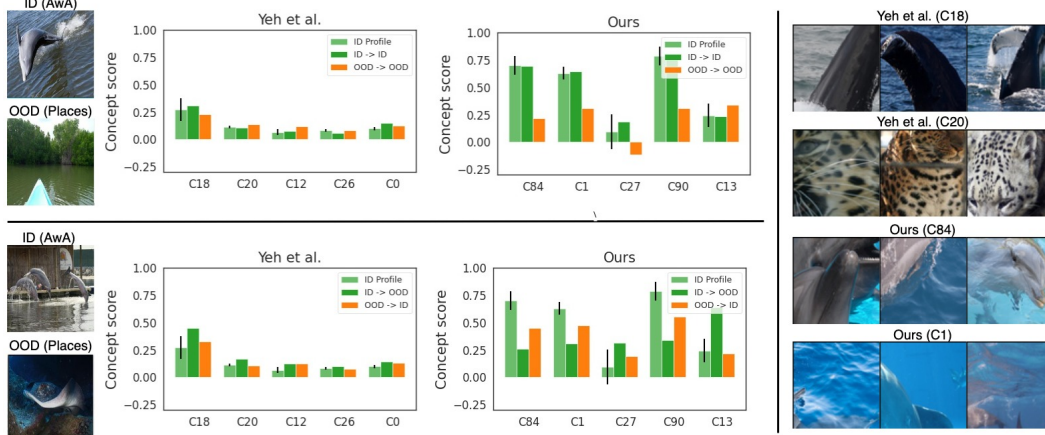 ID (AwA)
OOD (Places)
Yeh et al.
Concept score
1.00
0.75
0.50
0.25
0.00
−0.25
ID Profile
ID -> ID
OOD -> OOD
C18 C20 C12 C26 C0
Ours
Concept score
1.00
0.75
0.50
0.25
0.00
−0.25
ID Profile
ID -> ID
OOD -> OOD
C84 C1 C27 C90 C13
\
ID (AwA)
OOD (Places)
Yeh et al.
Concept score
1.00
0.75
0.50
0.25
0.00
−0.25
ID Profile
ID -> OOD
OOD -> ID
C18 C20 C12 C26 C0
Ours
Concept score
1.00
0.75
0.50
0.25
0.00
−0.25
ID Profile
ID -> OOD
OOD -> ID
C84 C1 C27 C90 C13
Yeh et al. (C18)
Yeh et al. (C20)
Ours (C84)
Ours (C1)